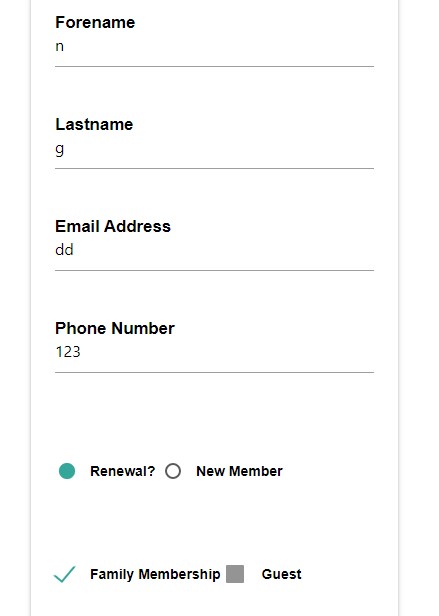 Forename
n
Lastname
g
Email Address
dd
Phone Number
123
Renewal? New Member
Family Membership Guest